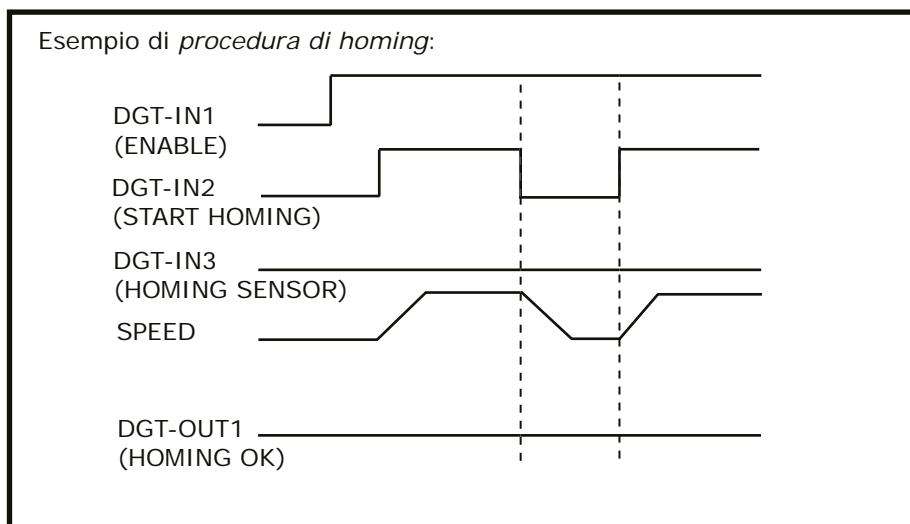 Esempio di procedura di homing:
DGT-IN1
(ENABLE)
DGT-IN2
(START HOMING)
DGT-IN3
(HOMING SENSOR)
SPEED
DGT-OUT1
(HOMING OK)